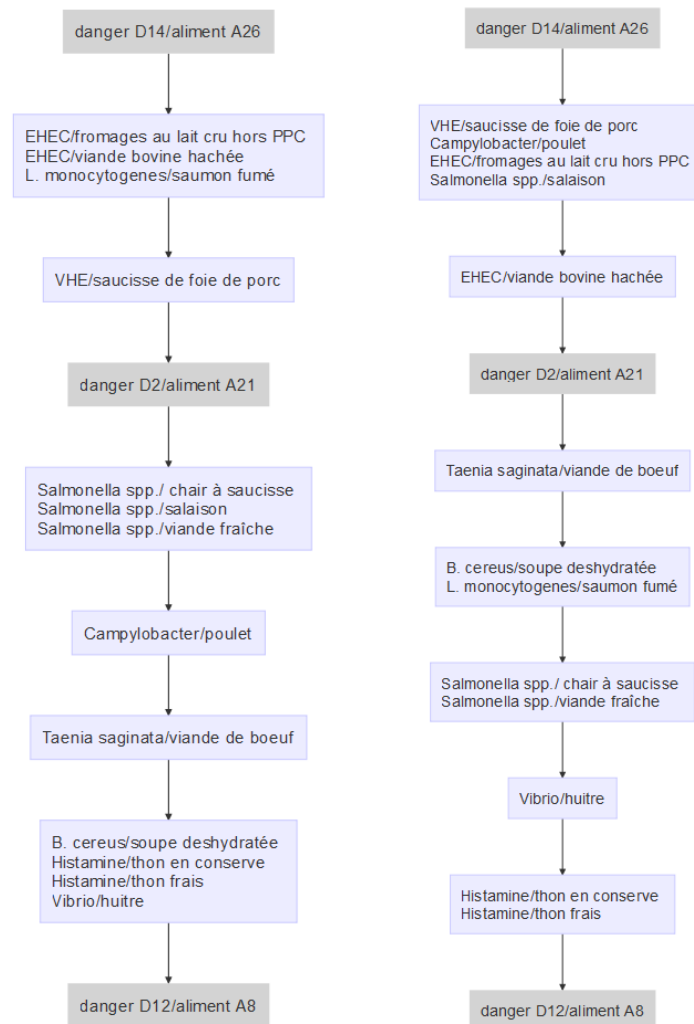 danger D14/aliment A26
EHEC/fromages au lait cru hors PPC
EHEC/viande bovine hachée
L. monocytogenes/saumon fumé
VHE/saucisse de foie de porc
danger D2/aliment A21
Salmonella spp./ chair à saucisse
Salmonella spp./salaison
Salmonella spp./viande fraîche
Campylobacter/poulet
Taenia saginata/viande de boeuf
B. cereus/soupe deshydratée
Histamine/thon en conserve
Histamine/thon frais
Vibrio/huitre
danger D12/aliment A8
danger D14/aliment A26
VHE/saucisse de foie de porc
Campylobacter/poulet
EHEC/fromages au lait cru hors PPC
Salmonella spp./salaison
EHEC/viande bovine hachée
danger D2/aliment A21
Taenia saginata/viande de boeuf
B. cereus/soupe deshydratée
L. monocytogenes/saumon fumé
Salmonella spp./ chair à saucisse
Salmonella spp./viande fraîche
Vibrio/huitre
Histamine/thon en conserve
Histamine/thon frais
danger D12/aliment A8